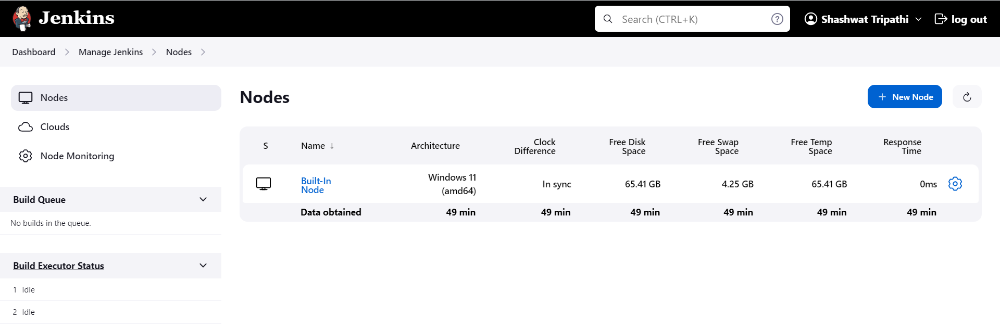 Jenkins
Search (CTRL+K)
?
Shashwat Tripathi
log out
Dashboard
Manage Jenkins
Nodes
Nodes
Clouds
Node Monitoring
Build Queue
No builds in the queue.
Build Executor Status
1 Idle
2 Idle
Nodes
+ New Node
S
Name ↓
Architecture
Clock
Difference
Free Disk
Space
Free Swap
Space
Free Temp
Space
Response
Time
Built-In
Node
Windows 11
(amd64)
In sync
65.41 GB
4.25 GB
65.41 GB
0ms
Data obtained
49 min
49 min
49 min
49 min
49 min
49 min